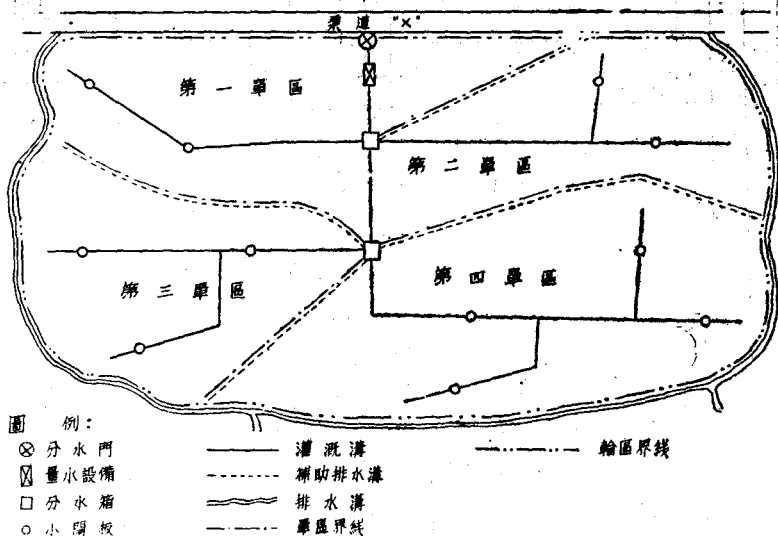 渠道 "X"
第一單區
第二單區
第三單區
第四單區
圖例：
分水門
量水設備
分水箱
小閘板
灌溉溝
補助排水溝
排水溝
單區界线
輪區界线